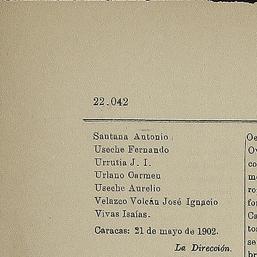 22.042
Santana Antonio
Useche Fernando
Urrutia J. I.
Urlano Carmen
Useche Aurelio
Velazco Volcán José Ignacio
Vivas Isaías.
Caracas: 21 de mayo de 1902.
La Dirección.